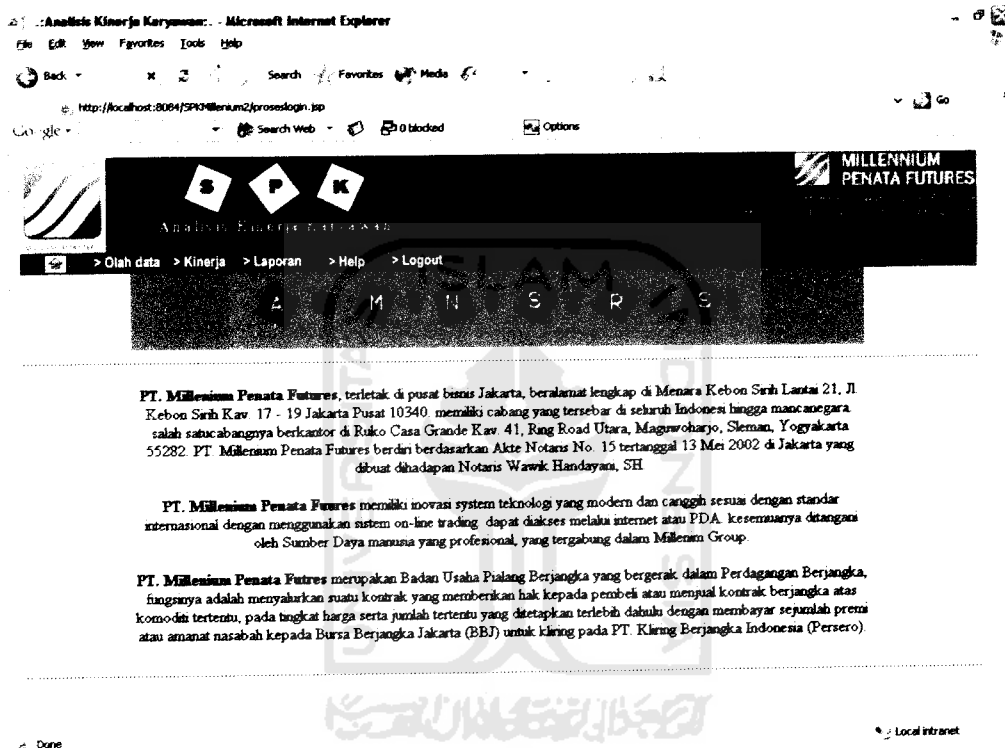 .:Analisis Kinerja Karyawan:. - Microsoft Internet Explorer
File Edit View Favorites Tools Help
Back Search Favorites Media
http://localhost:8084/SPKMillenium2/proseslogin.jsp Go
Google Search Web 0 blocked Options
S P K
MILLENNIUM
PENATA FUTURES
Analisis Kinerja Karyawan
> Olah data > Kinerja > Laporan > Help > Logout
ISLAM
A M N S R S
PT. Millenium Penata Futures, terletak di pusat bisnis Jakarta, beralamat lengkap di Menara Kebon Sirih Lantai 21, Jl.
Kebon Sirih Kav. 17 - 19 Jakarta Pusat 10340. memiliki cabang yang tersebar di seluruh Indonesi hingga mancanegara.
salah satucabangnya berkantor di Ruko Casa Grande Kav. 41, Ring Road Utara, Maguwoharjo, Sleman, Yogyakarta
55282. PT. Millenium Penata Futures berdiri berdasarkan Akte Notaris No. 15 tertanggal 13 Mei 2002 di Jakarta yang
dibuat dihadapan Notaris Wawik Handayani, SH.
PT. Millenium Penata Fuures memiliki inovasi system teknologi yang modern dan canggih sesuai dengan standar
internasional dengan menggunakan sistem on-line trading dapat diakses melalui internet atau PDA. kesemuanya ditangani
oleh Sumber Daya manusia yang profesional, yang tergabung dalam Millenim Group.
PT. Millenium Penata Futres merupakan Badan Usaha Pialang Berjangka yang bergerak dalam Perdagangan Berjangka,
fungsinya adalah menyalurkan suatu kontrak yang memberikan hak kepada pembeli atau menjual kontrak berjangka atas
komoditi tertentu, pada tingkat harga serta jumlah tertentu yang ditetapkan terlebih dahulu dengan membayar sejumlah premi
atau amanat nasabah kepada Bursa Berjangka Jakarta (BBJ) untuk kliring pada PT. Kliring Berjangka Indonesia (Persero).
Done Local intranet